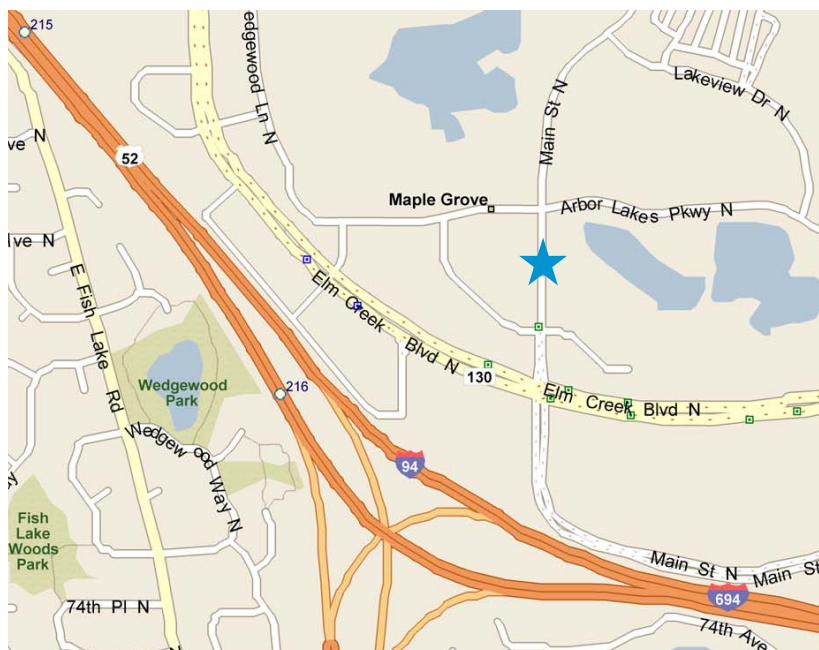 215
edgewood Ln N
Main St N
Lakeview Dr N
ve N
52
Maple Grove
Arbor Lakes Pkwy N
lve N
E Fish Lake Rd
Elm Creek Blvd N
130
Wedgewood
Park
216
Elm Creek Blvd N
Wedgewood Way N
94
Fish
Lake
Woods
Park
Main St N
Main St
694
74th Pl N
74th Ave
N